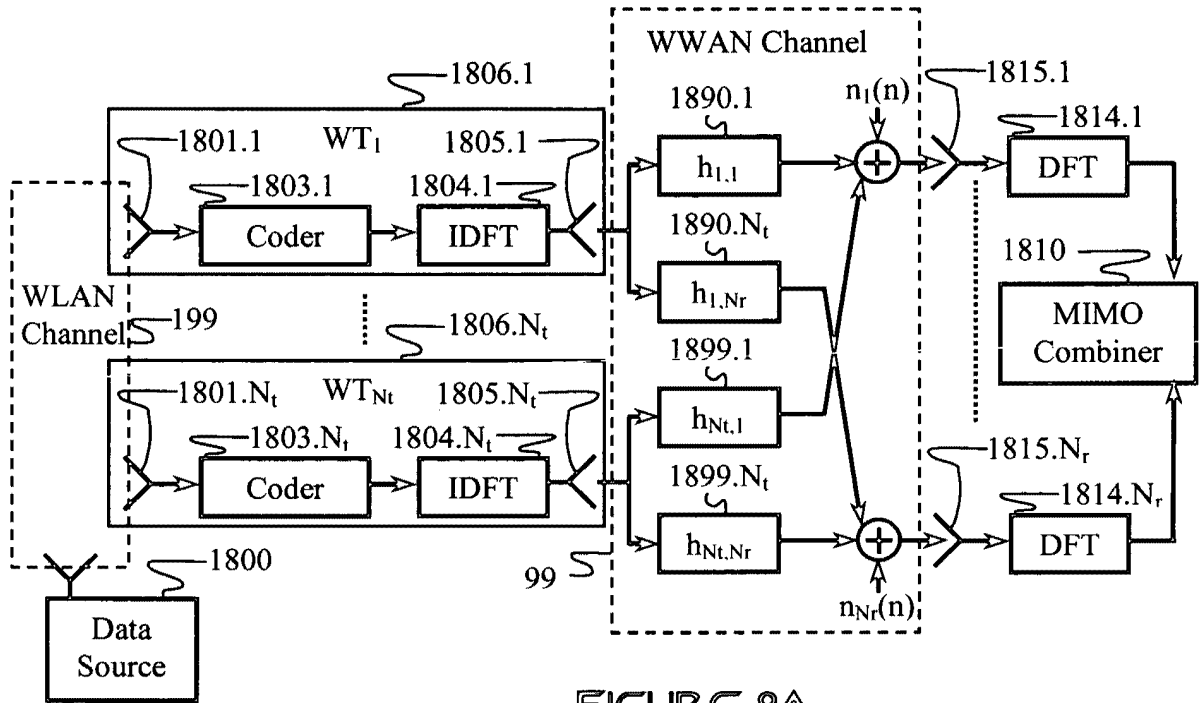 WWAN Channel
1806.1
1815.1
1890.1
n1(n)
1814.1
1801.1
WT1
1805.1
h1,1
DFT
1803.1
1804.1
Coder
IDFT
1890.Nt
1810
h1,Nr
MIMO
Combiner
WLAN
Channel
199
1806.Nt
1899.1
1801.Nt
WTNt
1805.Nt
hNt,1
1803.Nt
1804.Nt
1815.Nr
Coder
IDFT
1899.Nt
1814.Nr
hNt,Nr
DFT
1800
99
nNr(n)
Data
Source